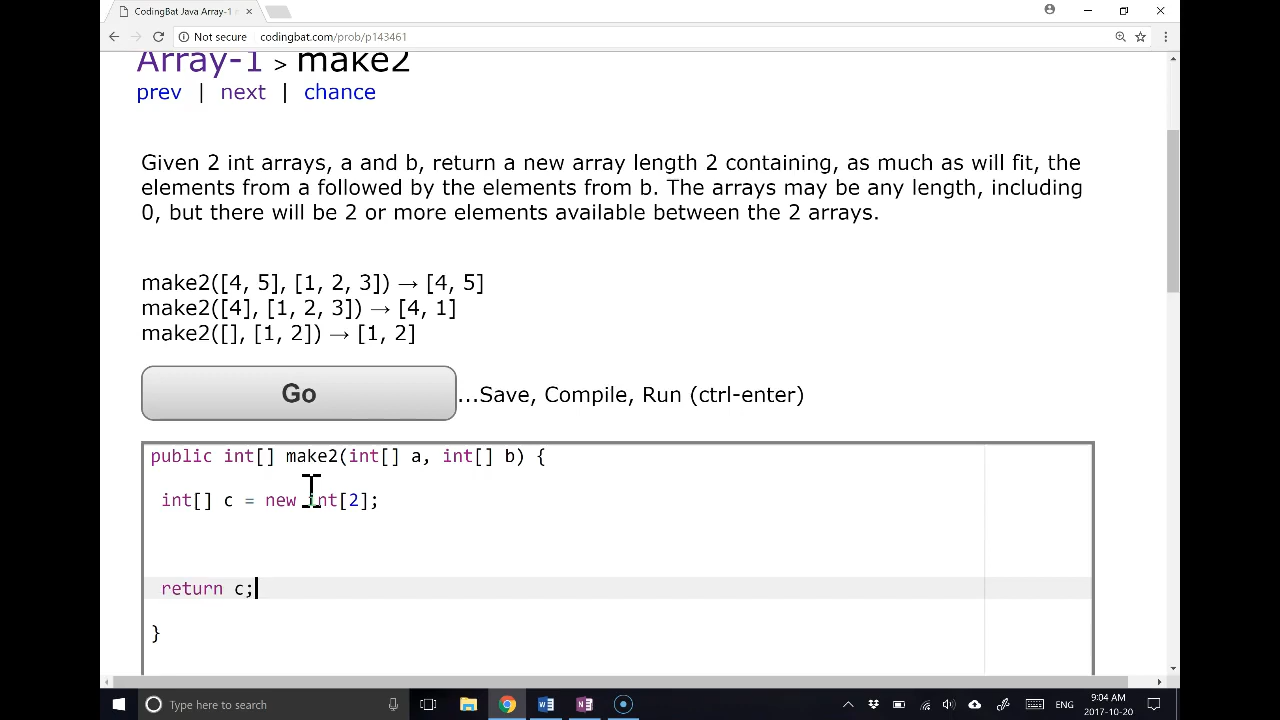 CodingBat Java Array-1
Not secure codingbat.com/prob/p143461
Array-1 > make2
prev | next | chance
Given 2 int arrays, a and b, return a new array length 2 containing, as much as will fit, the
elements from a followed by the elements from b. The arrays may be any length, including
0, but there will be 2 or more elements available between the 2 arrays.
make2([4, 5], [1, 2, 3]) → [4, 5]
make2([4], [1, 2, 3]) → [4, 1]
make2([], [1, 2]) → [1, 2]
Go ...Save, Compile, Run (ctrl-enter)
public int[] make2(int[] a, int[] b) {
int[] c = new int[2];
return c;
}
Type here to search
ENG
9:04 AM
2017-10-20